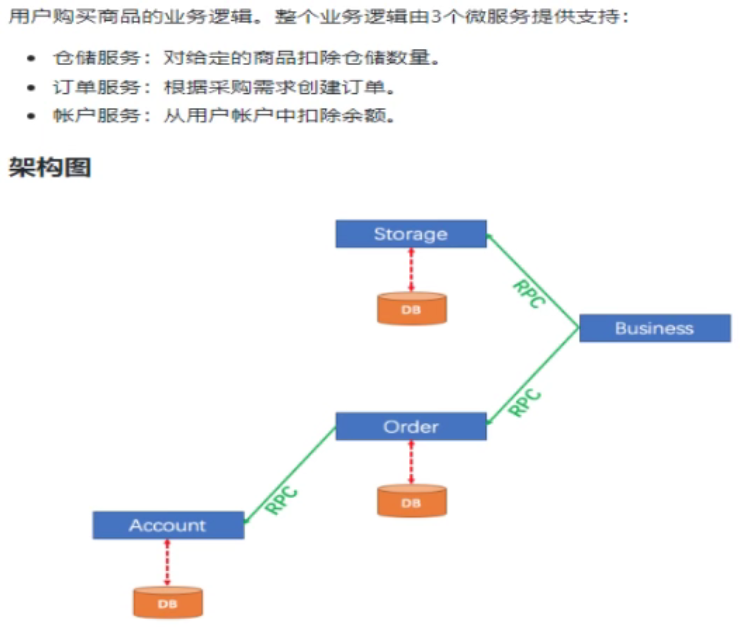 用户购买商品的业务逻辑。整个业务逻辑由3个微服务提供支持：
• 仓储服务：对给定的商品扣除仓储数量。
• 订单服务：根据采购需求创建订单。
• 帐户服务：从用户帐户中扣除余额。
架构图
Storage
RPC
DB
Business
RPC
Order
RPC
DB
Account
DB